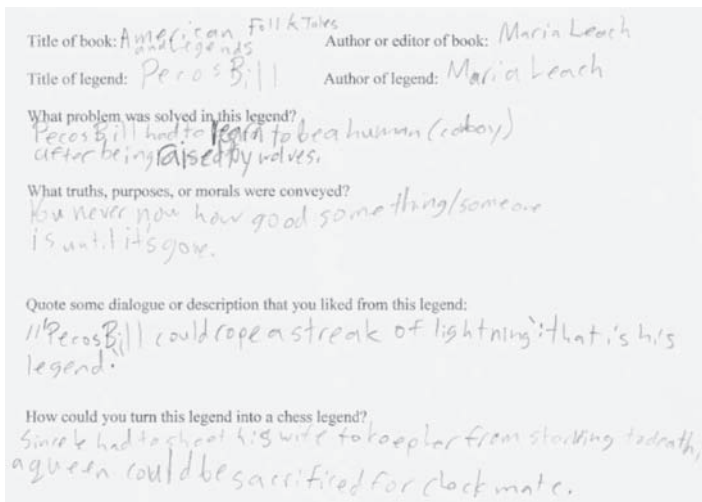 Title of book: American Folk Tales
and Legends
Author or editor of book: Maria Leach
Title of legend: Pecos Bill
Author of legend: Maria Leach
What problem was solved in this legend?
Pecos Bill had to learn to be a human (coboy)
after being raised by wolves.
What truths, purposes, or morals were conveyed?
You never now how good something/someone
is until it's gone.
Quote some dialogue or description that you liked from this legend:
"Pecos Bill could rope a streak of lightning": that is his
legend."
How could you turn this legend into a chess legend?
Since he had to shoot his wife to keep her from starving to death,
a queen could be sacrificed for checkmate.